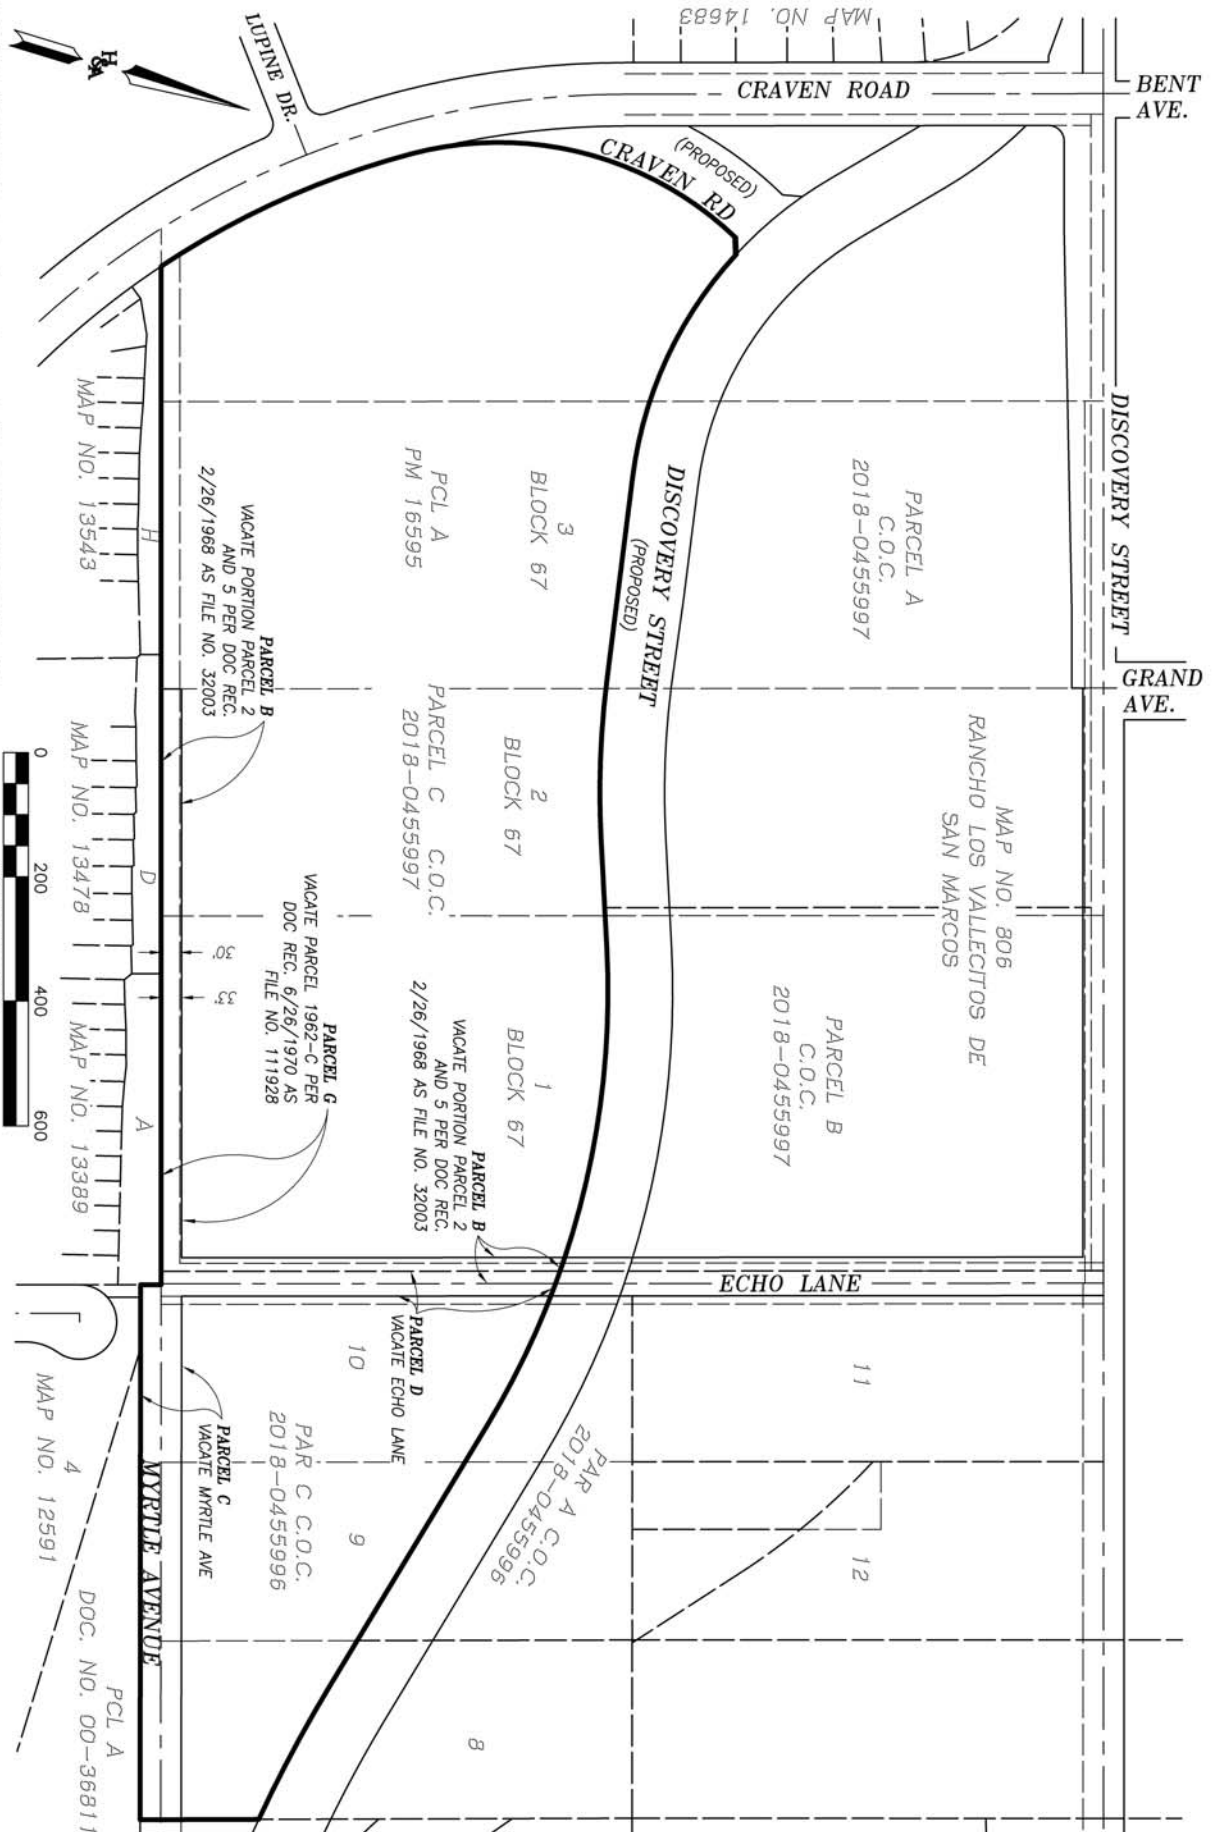 MAP NO. 14683
BENT
AVE.
CRAVEN ROAD
LUPINE DR.
H&A
(PROPOSED)
CRAVEN RD
DISCOVERY STREET
GRAND
AVE.
DISCOVERY STREET
(PROPOSED)
PARCEL A
C.O.C.
2018-0455997
3
BLOCK 67
PCL A
PM 16595
MAP NO. 13543
H
PARCEL B
VACATE PORTION PARCEL 2
AND 5 PER DOC REC.
2/26/1968 AS FILE NO. 32003
MAP NO. 806
RANCHO LOS VALLECITOS DE
SAN MARCOS
2
BLOCK 67
PARCEL C C.O.C.
2018-0455997
D
MAP NO. 13478
30'
33'
PARCEL G
VACATE PARCEL 1962-C PER
DOC REC. 6/26/1970 AS
FILE NO. 111928
PARCEL B
C.O.C.
2018-0455997
1
BLOCK 67
PARCEL B
VACATE PORTION PARCEL 2
AND 5 PER DOC REC.
2/26/1968 AS FILE NO. 32003
A
MAP NO. 13389
0 200 400 600
ECHO LANE
PARCEL D
VACATE ECHO LANE
10
11
PARCEL C
VACATE MYRTLE AVE
PAR C C.O.C.
2018-0455996
9
PAR A C.O.C.
2018-0455996
12
8
MYRTLE AVENUE
4
MAP NO. 12591
PCL A
DOC. NO. 00-36811